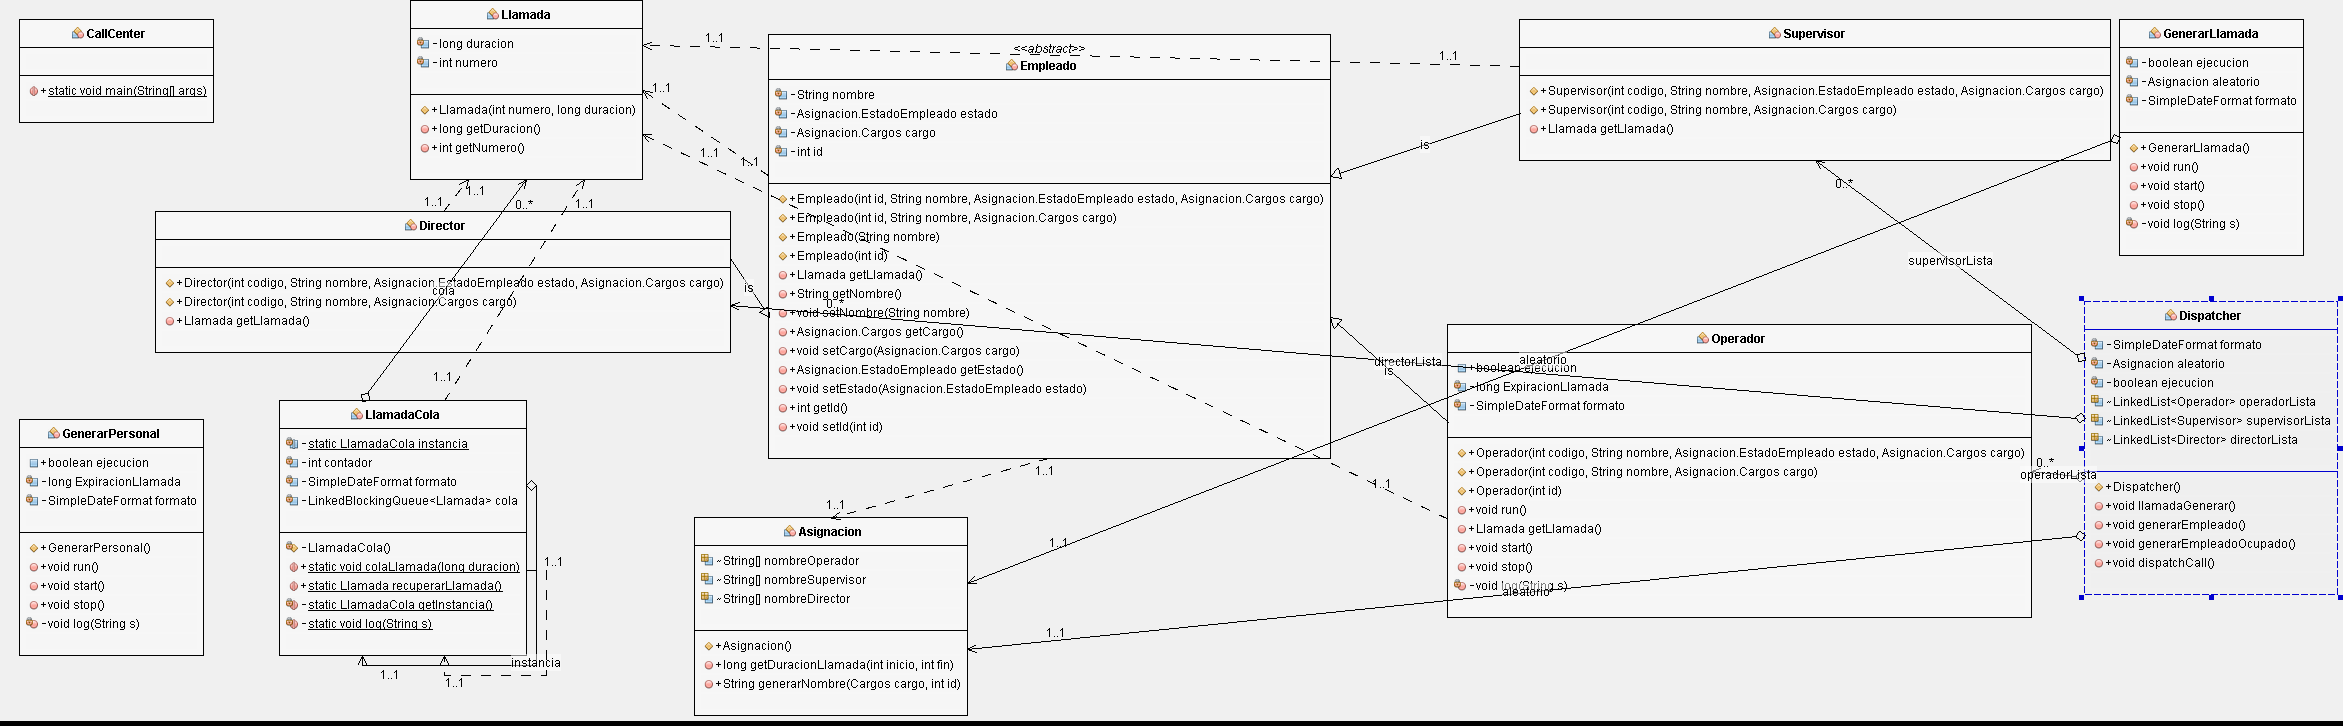 CallCenter
+static void main(String[] args)
Llamada
-long duracion
-int numero
+Llamada(int numero, long duracion)
+long getDuracion()
+int getNumero()
<<abstract>>
Empleado
-String nombre
-Asignacion.EstadoEmpleado estado
-Asignacion.Cargos cargo
-int id
+Empleado(int id, String nombre, Asignacion.EstadoEmpleado estado, Asignacion.Cargos cargo)
+Empleado(int id, String nombre, Asignacion.Cargos cargo)
+Empleado(String nombre)
+Empleado(int id)
+Llamada getLlamada()
+String getNombre()
+void setNombre(String nombre)
+Asignacion.Cargos getCargo()
+void setCargo(Asignacion.Cargos cargo)
+Asignacion.EstadoEmpleado getEstado()
+void setEstado(Asignacion.EstadoEmpleado estado)
+int getId()
+void setId(int id)
Supervisor
+Supervisor(int codigo, String nombre, Asignacion.EstadoEmpleado estado, Asignacion.Cargos cargo)
+Supervisor(int codigo, String nombre, Asignacion.Cargos cargo)
+Llamada getLlamada()
GenerarLlamada
-boolean ejecucion
-Asignacion aleatorio
-SimpleDateFormat formato
+GenerarLlamada()
+void run()
+void start()
+void stop()
-void log(String s)
Director
+Director(int codigo, String nombre, Asignacion.EstadoEmpleado estado, Asignacion.Cargos cargo)
+Director(int codigo, String nombre, Asignacion.Cargos cargo)
+Llamada getLlamada()
Operador
+boolean ejecucion
-long ExpiracionLlamada
-SimpleDateFormat formato
+Operador(int codigo, String nombre, Asignacion.EstadoEmpleado estado, Asignacion.Cargos cargo)
+Operador(int codigo, String nombre, Asignacion.Cargos cargo)
+Operador(int id)
+void run()
+Llamada getLlamada()
+void start()
+void stop()
-void log(String s)
Dispatcher
-SimpleDateFormat formato
-Asignacion aleatorio
-boolean ejecucion
~LinkedList<Operador> operadorLista
~LinkedList<Supervisor> supervisorLista
~LinkedList<Director> directorLista
+Dispatcher()
+void llamadaGenerar()
+void generarEmpleado()
+void generarEmpleadoOcupado()
+void dispatchCall()
GenerarPersonal
+boolean ejecucion
-long ExpiracionLlamada
-SimpleDateFormat formato
+GenerarPersonal()
+void run()
+void start()
+void stop()
-void log(String s)
LlamadaCola
-static LlamadaCola instancia
-int contador
-SimpleDateFormat formato
-LinkedBlockingQueue<Llamada> cola
-LlamadaCola()
+static void colaLlamada(long duracion)
+static Llamada recuperarLlamada()
-static LlamadaCola getInstancia()
-static void log(String s)
Asignacion
~String[] nombreOperador
~String[] nombreSupervisor
~String[] nombreDirector
+Asignacion()
+long getDuracionLlamada(int inicio, int fin)
+String generarNombre(Cargos cargo, int id)
1..1
1..1
1..1
1..1
1..1
1..1
1..1
1..1
0..*
1..1
1..1
cola
is
is
is
0..*
directorLista
0..*
supervisorLista
0..*
operadorLista
aleatorio
1..1
aleatorio
1..1
1..1
1..1
1..1
1..1
1..1
instancia